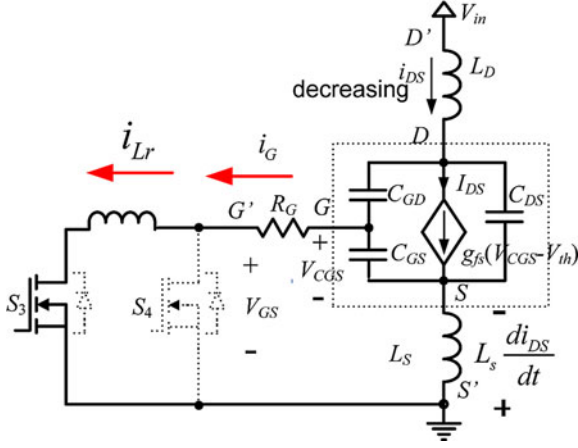 V_in
D'
L_D
i_DS
decreasing
D
i_Lr
i_G
I_DS
C_DS
C_GD
G'
R_G
G
C_GS
g_fs(V_CGS-V_th)
+
+
V_CGS
-
S
-
S_3
S_4
V_GS
-
L_S
L_s di_DS/dt
S'
+